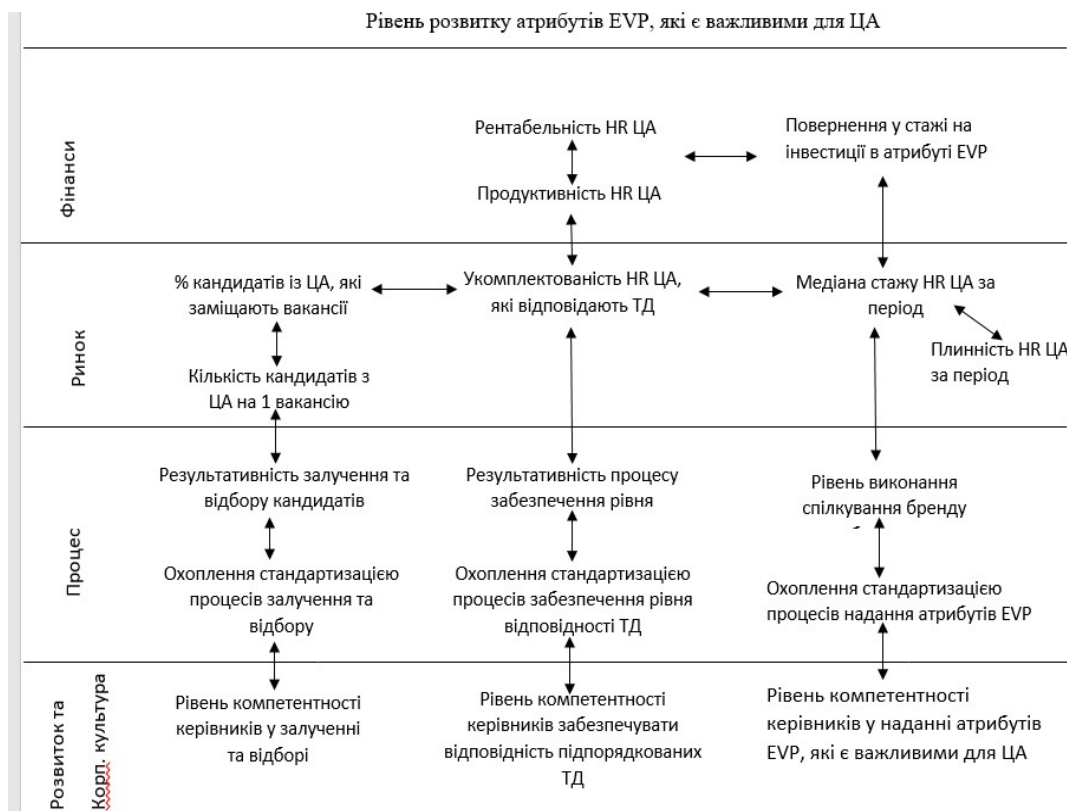 Рівень розвитку атрибутів EVP, які є важливими для ЦА
Фінанси
Рентабельність HR ЦА
Продуктивність HR ЦА
Повернення у стажі на
інвестиції в атрибуті EVP
Ринок
% кандидатів із ЦА, які
заміщають вакансії
Кількість кандидатів з
ЦА на 1 вакансію
Укомплектованість HR ЦА,
які відповідають ТД
Медіана стажу HR ЦА за
період
Плинність HR ЦА
за період
Процес
Результативність залучення та
відбору кандидатів
Охоплення стандартизацією
процесів залучення та
відбору
Результативність процесу
забезпечення рівня
Охоплення стандартизацією
процесів забезпечення рівня
відповідності ТД
Рівень виконання
спілкування бренду
Охоплення стандартизацією
процесів надання атрибутів EVP
Розвиток та
Корп. культура
Рівень компетентності
керівників у залученні
та відборі
Рівень компетентності
керівників забезпечувати
відповідність підпорядкованих
ТД
Рівень компетентності
керівників у наданні атрибутів
EVP, які є важливими для ЦА